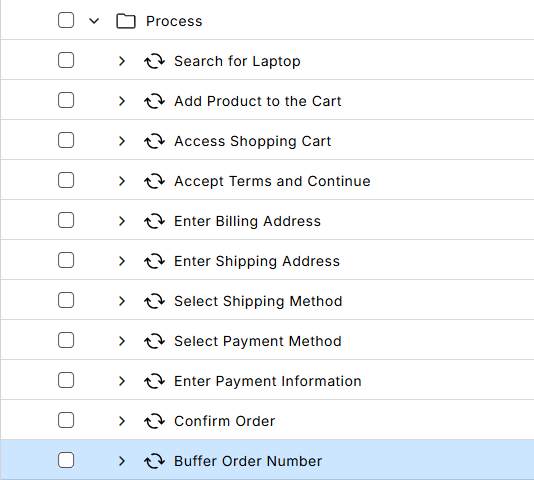 Process
Search for Laptop
Add Product to the Cart
Access Shopping Cart
Accept Terms and Continue
Enter Billing Address
Enter Shipping Address
Select Shipping Method
Select Payment Method
Enter Payment Information
Confirm Order
Buffer Order Number